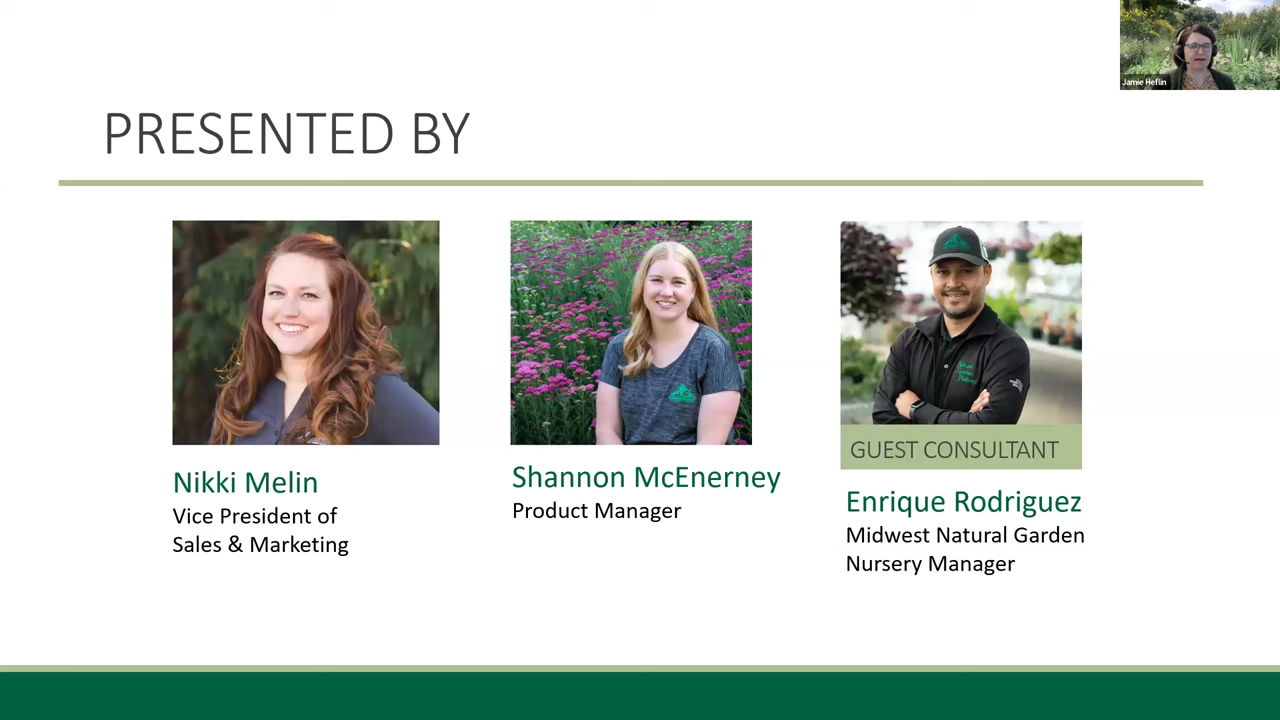 Jamie Heflin
PRESENTED BY
GUEST CONSULTANT
Nikki Melin
Vice President of
Sales & Marketing
Shannon McEnerney
Product Manager
Enrique Rodriguez
Midwest Natural Garden
Nursery Manager